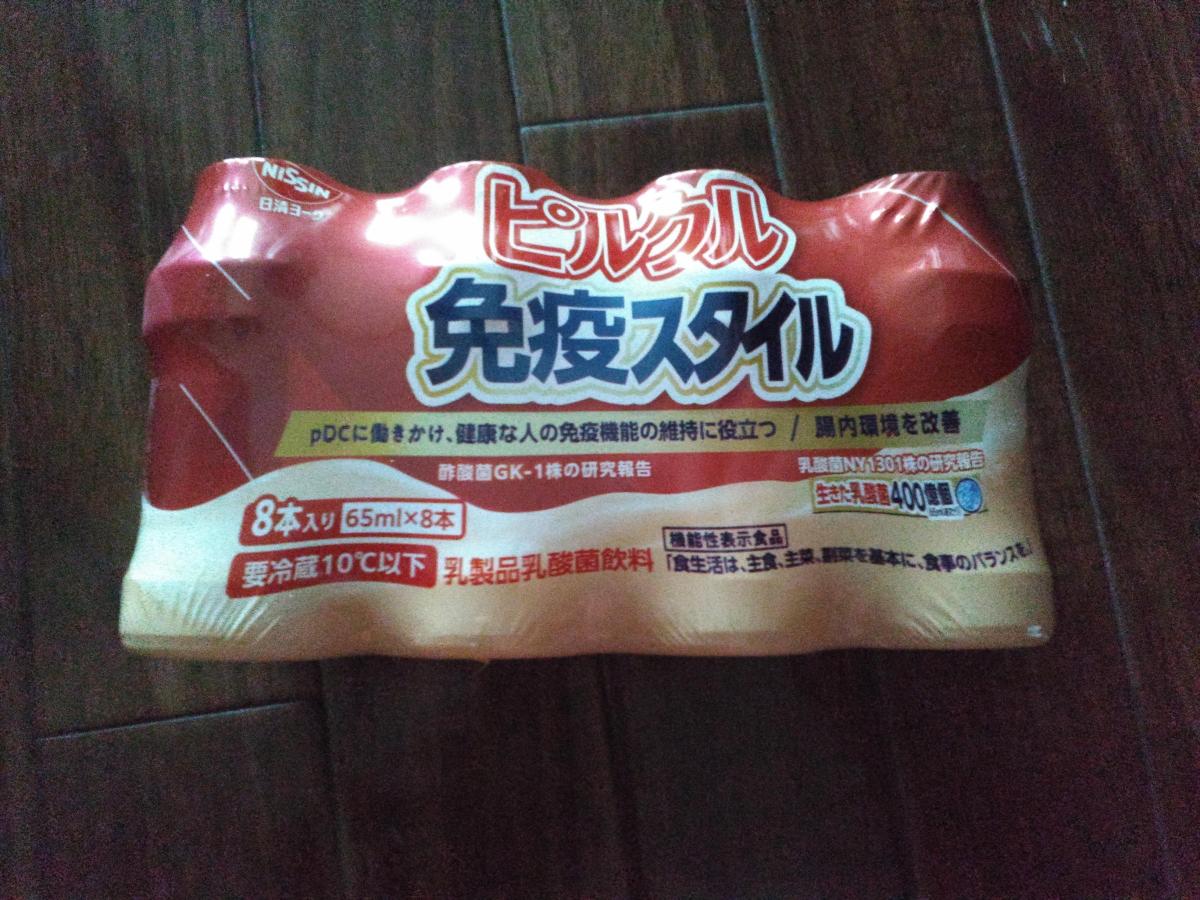 NISSIN
日清ヨーク
ピルクル
免疫スタイル
pDCに働きかけ、健康な人の免疫機能の維持に役立つ / 腸内環境を改善
酢酸菌GK-1株の研究報告
乳酸菌NY1301株の研究報告
生きた乳酸菌400億個
8本入り 65ml×8本
機能性表示食品
要冷蔵10℃以下 乳製品乳酸菌飲料
「食生活は、主食、主菜、副菜を基本に、食事のバランスを。」